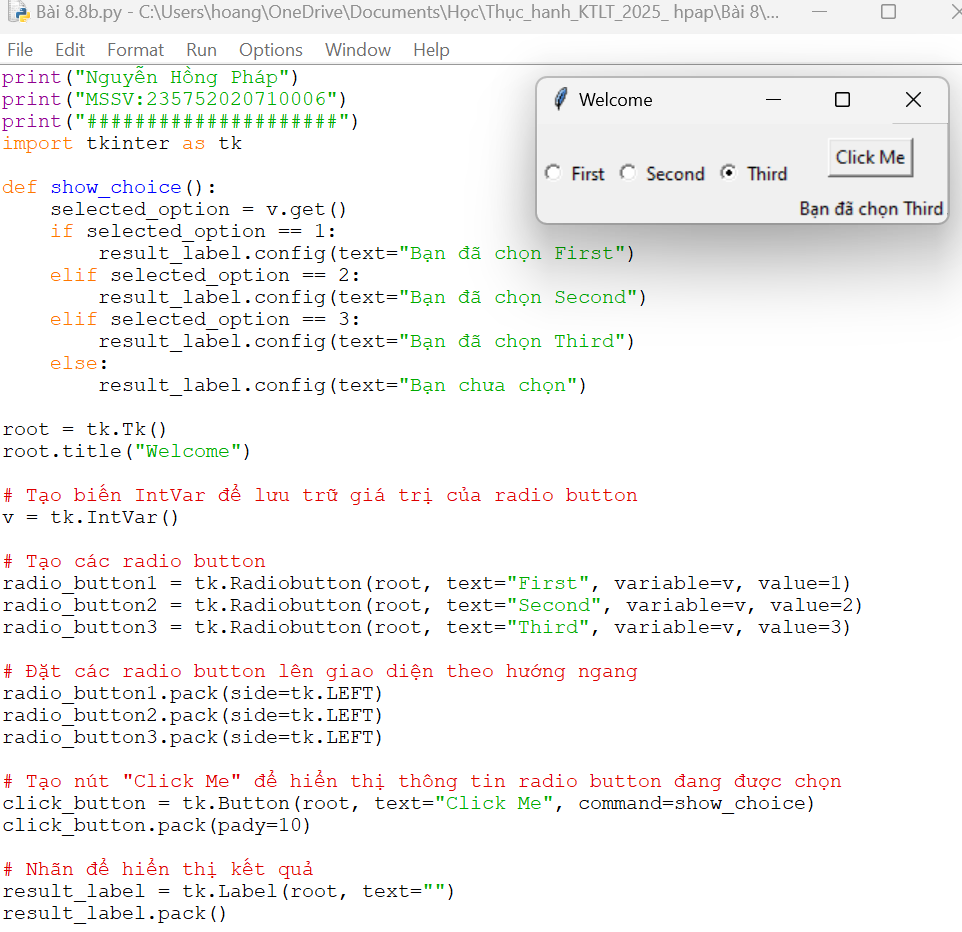 Bài 8.8b.py - C:\Users\hoang\OneDrive\Documents\Học\Thục_hanh_KTLT_2025_ hpap\Bài 8\...
File Edit Format Run Options Window Help
print("Nguyễn Hồng Pháp")
print("MSSV:235752020710006")
print("#####################")
import tkinter as tk
def show_choice():
    selected_option = v.get()
    if selected_option == 1:
        result_label.config(text="Bạn đã chọn First")
    elif selected_option == 2:
        result_label.config(text="Bạn đã chọn Second")
    elif selected_option == 3:
        result_label.config(text="Bạn đã chọn Third")
    else:
        result_label.config(text="Bạn chưa chọn")
root = tk.Tk()
root.title("Welcome")
# Tạo biến IntVar để lưu trữ giá trị của radio button
v = tk.IntVar()
# Tạo các radio button
radio_button1 = tk.Radiobutton(root, text="First", variable=v, value=1)
radio_button2 = tk.Radiobutton(root, text="Second", variable=v, value=2)
radio_button3 = tk.Radiobutton(root, text="Third", variable=v, value=3)
# Đặt các radio button lên giao diện theo hướng ngang
radio_button1.pack(side=tk.LEFT)
radio_button2.pack(side=tk.LEFT)
radio_button3.pack(side=tk.LEFT)
# Tạo nút "Click Me" để hiển thị thông tin radio button đang được chọn
click_button = tk.Button(root, text="Click Me", command=show_choice)
click_button.pack(pady=10)
# Nhãn để hiển thị kết quả
result_label = tk.Label(root, text="")
result_label.pack()
Welcome
Click Me
First Second Third
Bạn đã chọn Third